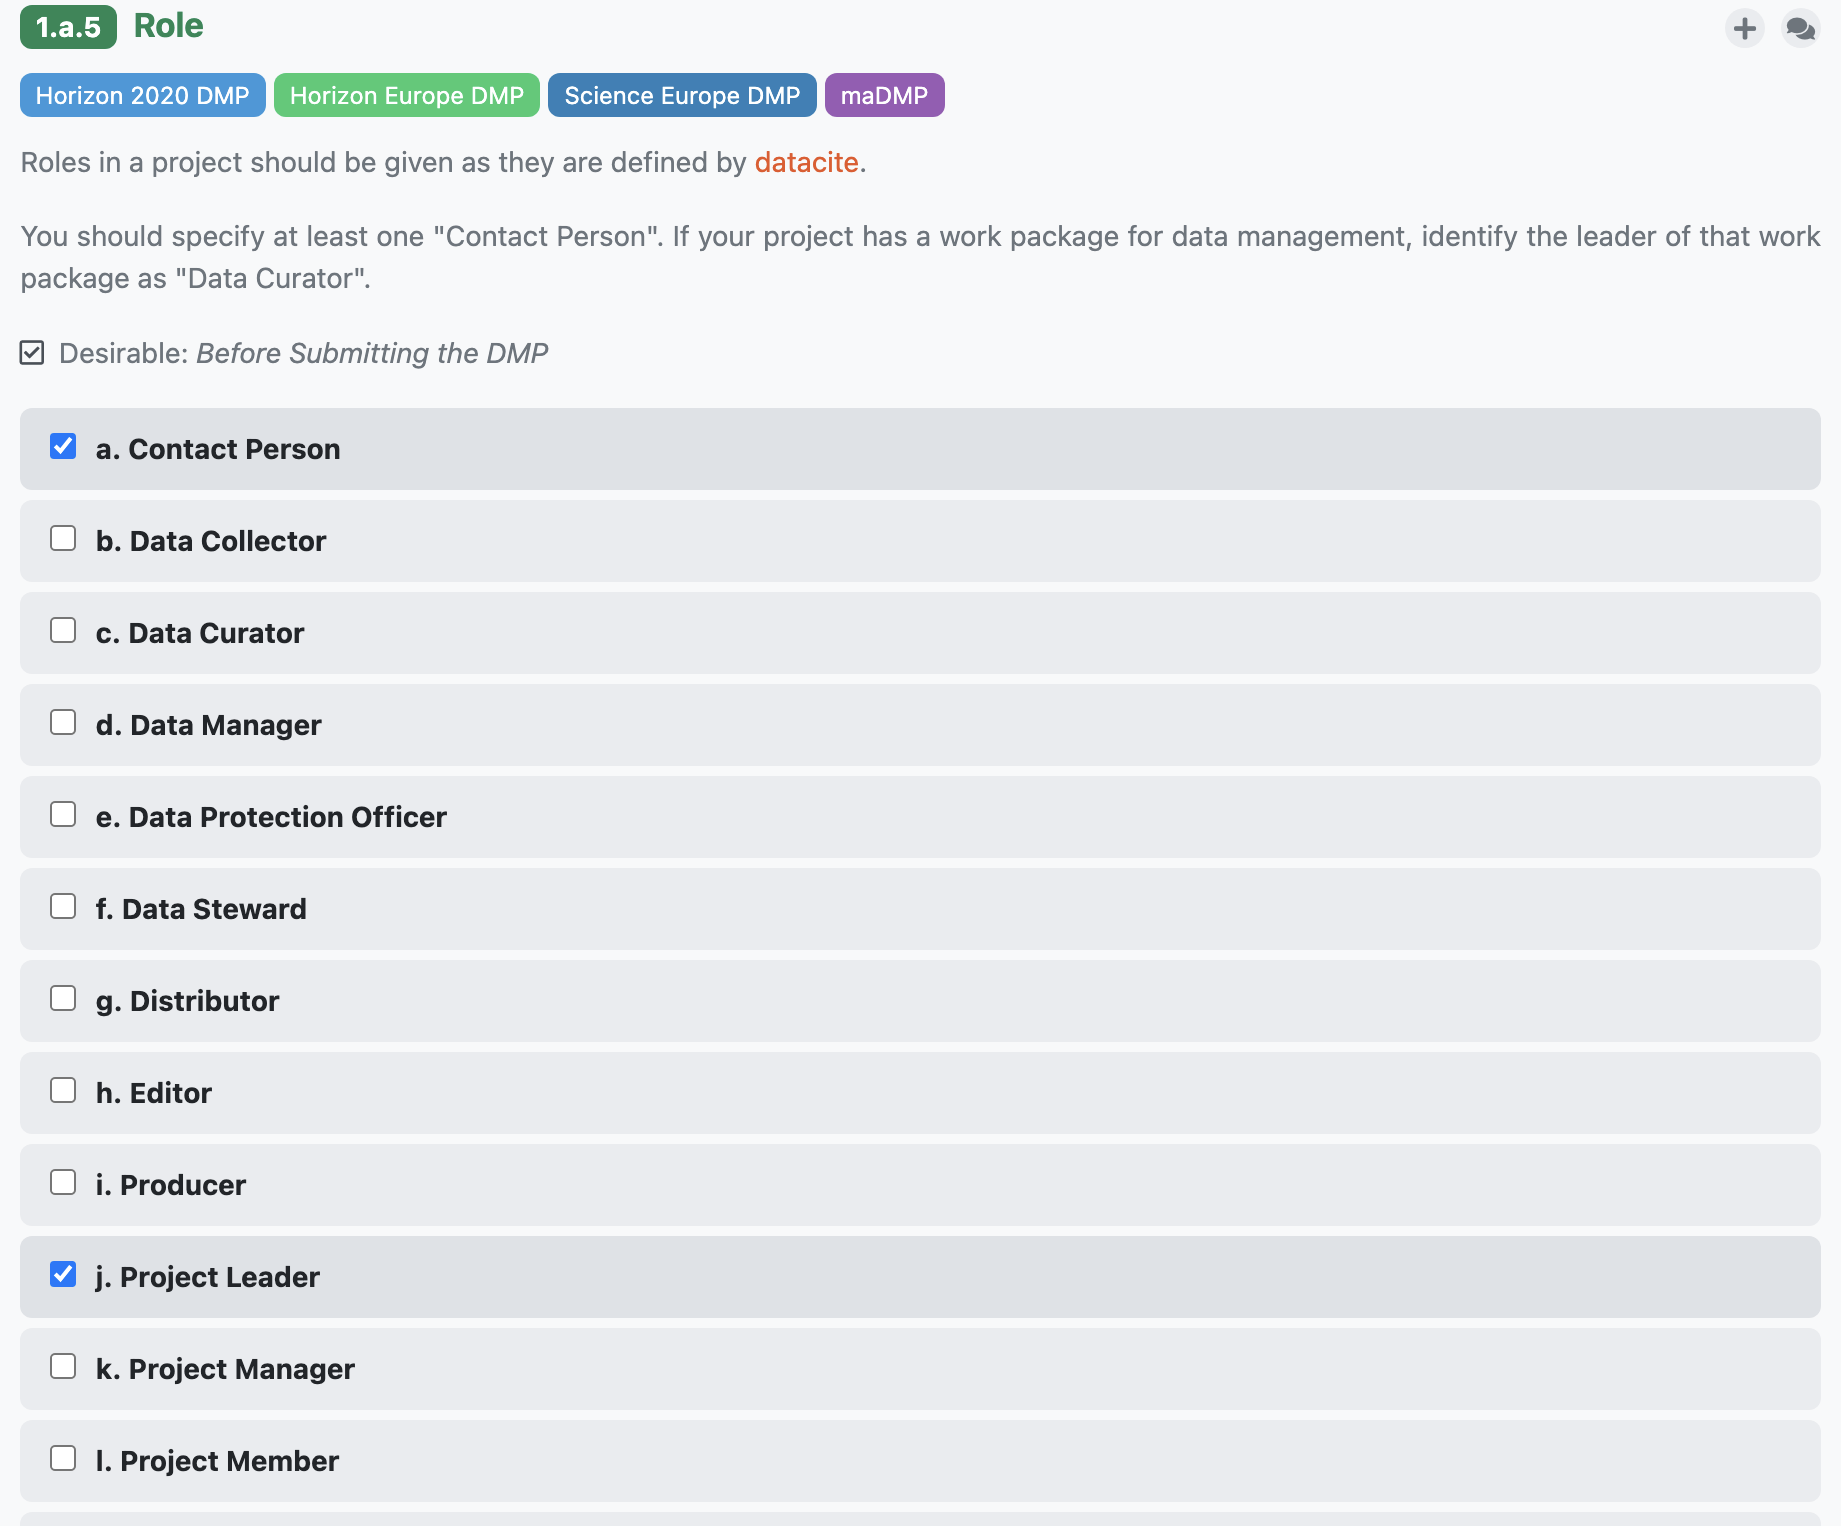 1.a.5 Role
Horizon 2020 DMP Horizon Europe DMP Science Europe DMP maDMP
Roles in a project should be given as they are defined by datacite.
You should specify at least one "Contact Person". If your project has a work package for data management, identify the leader of that work
package as "Data Curator".
Desirable: Before Submitting the DMP
a. Contact Person
b. Data Collector
c. Data Curator
d. Data Manager
e. Data Protection Officer
f. Data Steward
g. Distributor
h. Editor
i. Producer
j. Project Leader
k. Project Manager
l. Project Member